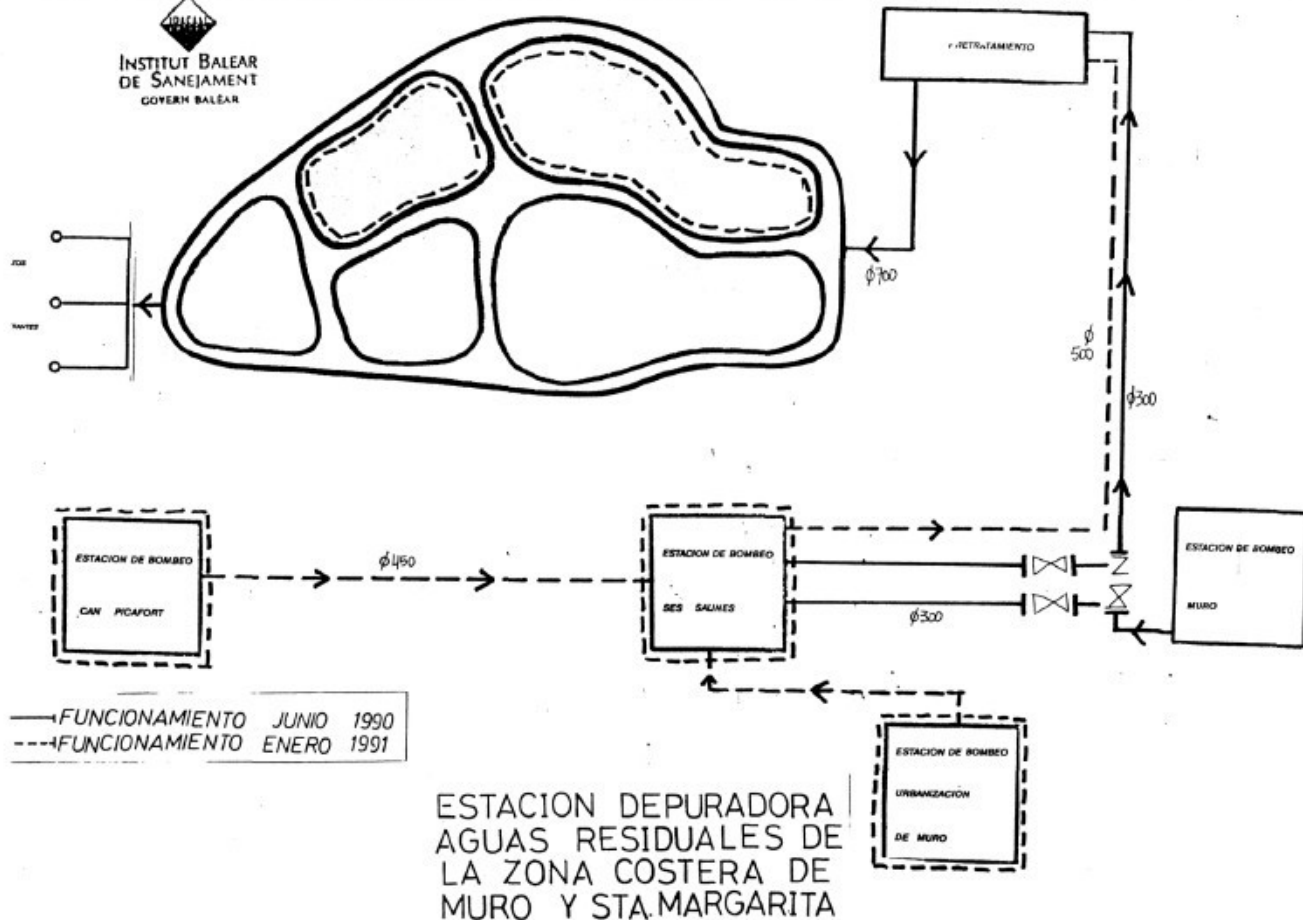 INSTITUT BALEAR
DE SANEJAMENT
GOVERN BALEAR
RETRATAMIENTO
φ700
φ
500
φ300
ESTACION DE BOMBEO
CAN PICAFORT
φ450
ESTACION DE BOMBEO
SES SALINES
φ300
ESTACION DE BOMBEO
MURO
FUNCIONAMIENTO JUNIO 1990
FUNCIONAMIENTO ENERO 1991
ESTACION DE BOMBEO
URBANIZACIÓN
DE MURO
ESTACION DEPURADORA
AGUAS RESIDUALES DE
LA ZONA COSTERA DE
MURO Y STA. MARGARITA